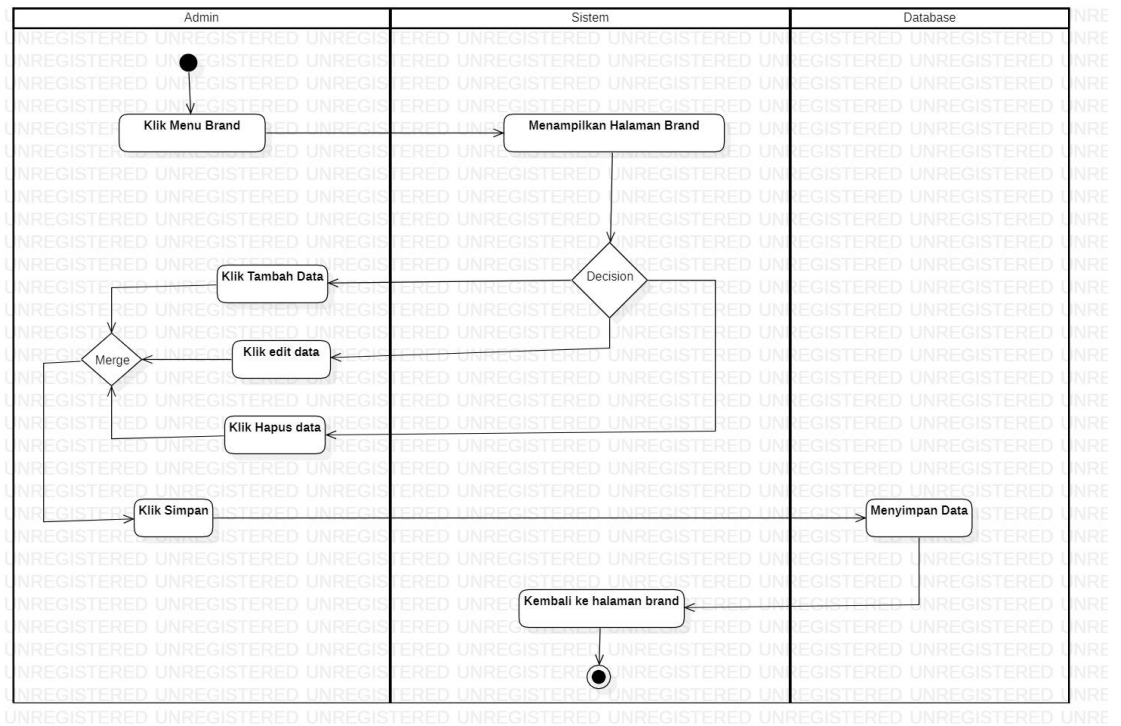 Admin Sistem Database
Klik Menu Brand Menampilkan Halaman Brand
Decision
Klik Tambah Data
Klik edit data
Merge
Klik Hapus data
Klik Simpan Menyimpan Data
Kembali ke halaman brand
UNREGISTERED